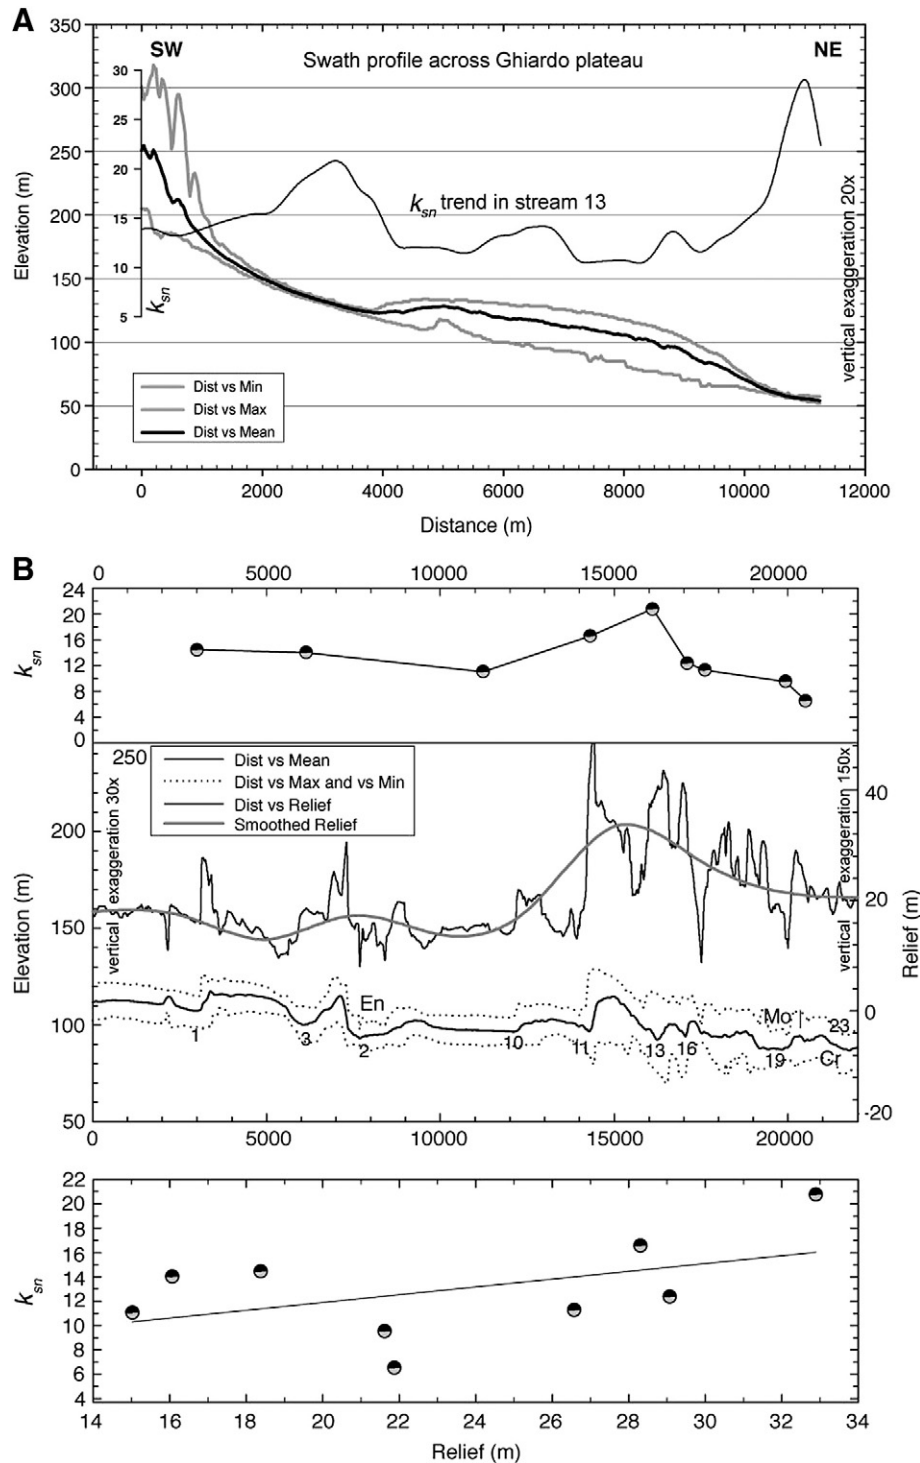 A
350
300
250
200
150
100
50
0
Elevation (m)
SW
NE
Swath profile across Ghiardo plateau
30
25
20
15
10
5
ksn
ksn trend in stream 13
vertical exaggeration 20x
Dist vs Min
Dist vs Max
Dist vs Mean
0 2000 4000 6000 8000 10000 12000
Distance (m)
B
0 5000 10000 15000 20000
24
20
16
12
8
4
0
ksn
250
200
150
100
50
Elevation (m)
vertical exaggeration 30x
Dist vs Mean
Dist vs Max and vs Min
Dist vs Relief
Smoothed Relief
vertical exaggeration 150x
40
20
0
-20
Relief (m)
En
Mo
1 3 2 10 11 13 16 19 23
Cr
0 5000 10000 15000 20000
22
20
18
16
14
12
10
8
6
4
ksn
14 16 18 20 22 24 26 28 30 32 34
Relief (m)